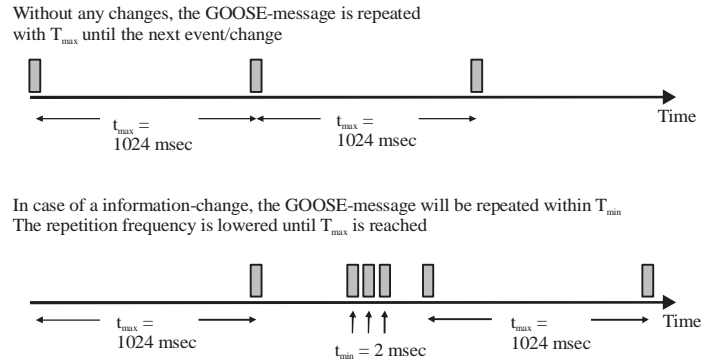 Without any changes, the GOOSE-message is repeated
with Tmax until the next event/change
Time
tmax =
1024 msec
tmax =
1024 msec
In case of a information-change, the GOOSE-message will be repeated within Tmin
The repetition frequency is lowered until Tmax is reached
Time
tmax =
1024 msec
tmin = 2 msec
tmax =
1024 msec